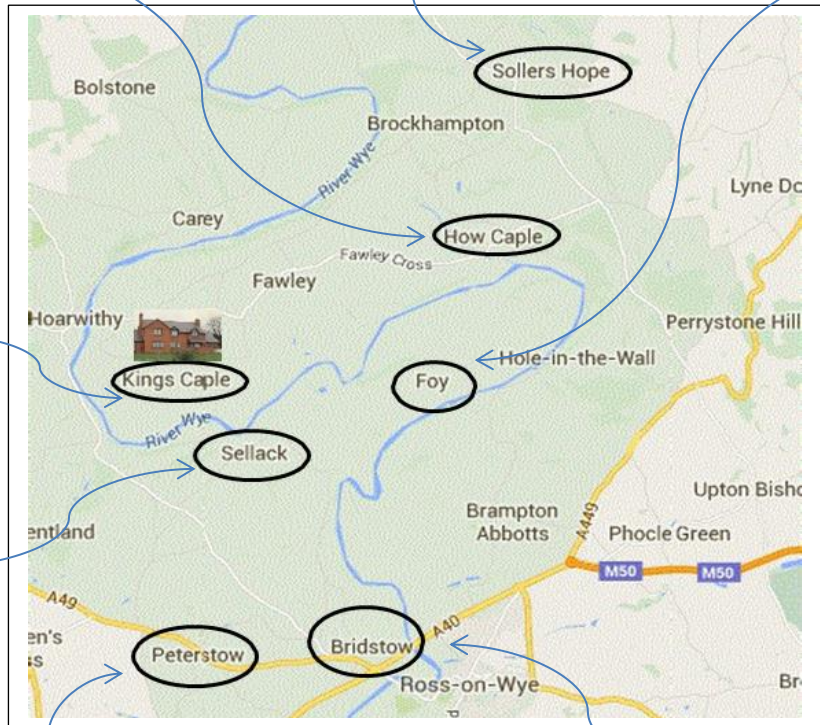 Sollers Hope
Bolstone
Brockhampton
River Wye
Lyne Do
Carey
How Caple
Fawley Cross
Fawley
Hoarwithy
Perrystone Hill
Hole-in-the-Wall
Kings Caple
Foy
River Wye
Sellack
Upton Bisho
Brampton
Abbotts
A449
Phocle Green
entland
M50
M50
A49
A40
en's
ss
Peterstow
Bridstow
Ross-on-Wye
Br